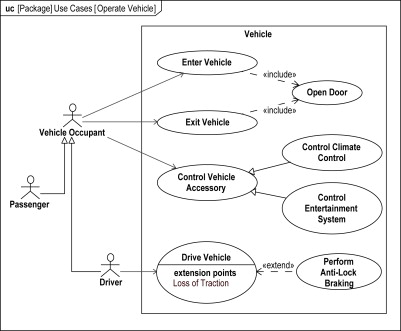 uc [Package] Use Cases [Operate Vehicle]
Vehicle
Enter Vehicle
«include»
Open Door
«include»
Exit Vehicle
Vehicle Occupant
Control Climate
Control
Control Vehicle
Accessory
Passenger
Control
Entertainment
System
Drive Vehicle
extension points
Loss of Traction
«extend»
Perform
Anti-Lock
Braking
Driver